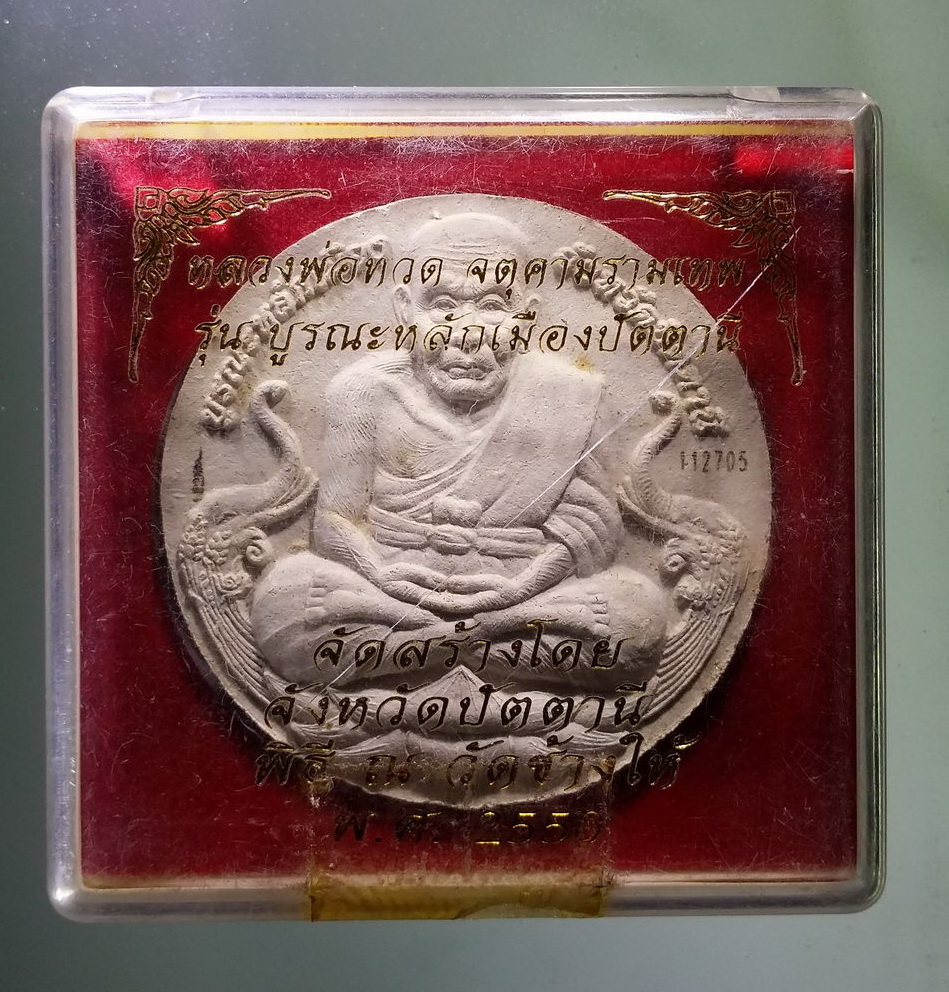 หลวงพ่อทวด จตุคามรามเทพ
รุ่น บูรณะหลักเมืองปัตตานี
112705
จัดสร้างโดย
จังหวัดปัตตานี
พิธี ณ วัดช้างให้
พ.ศ. 2550